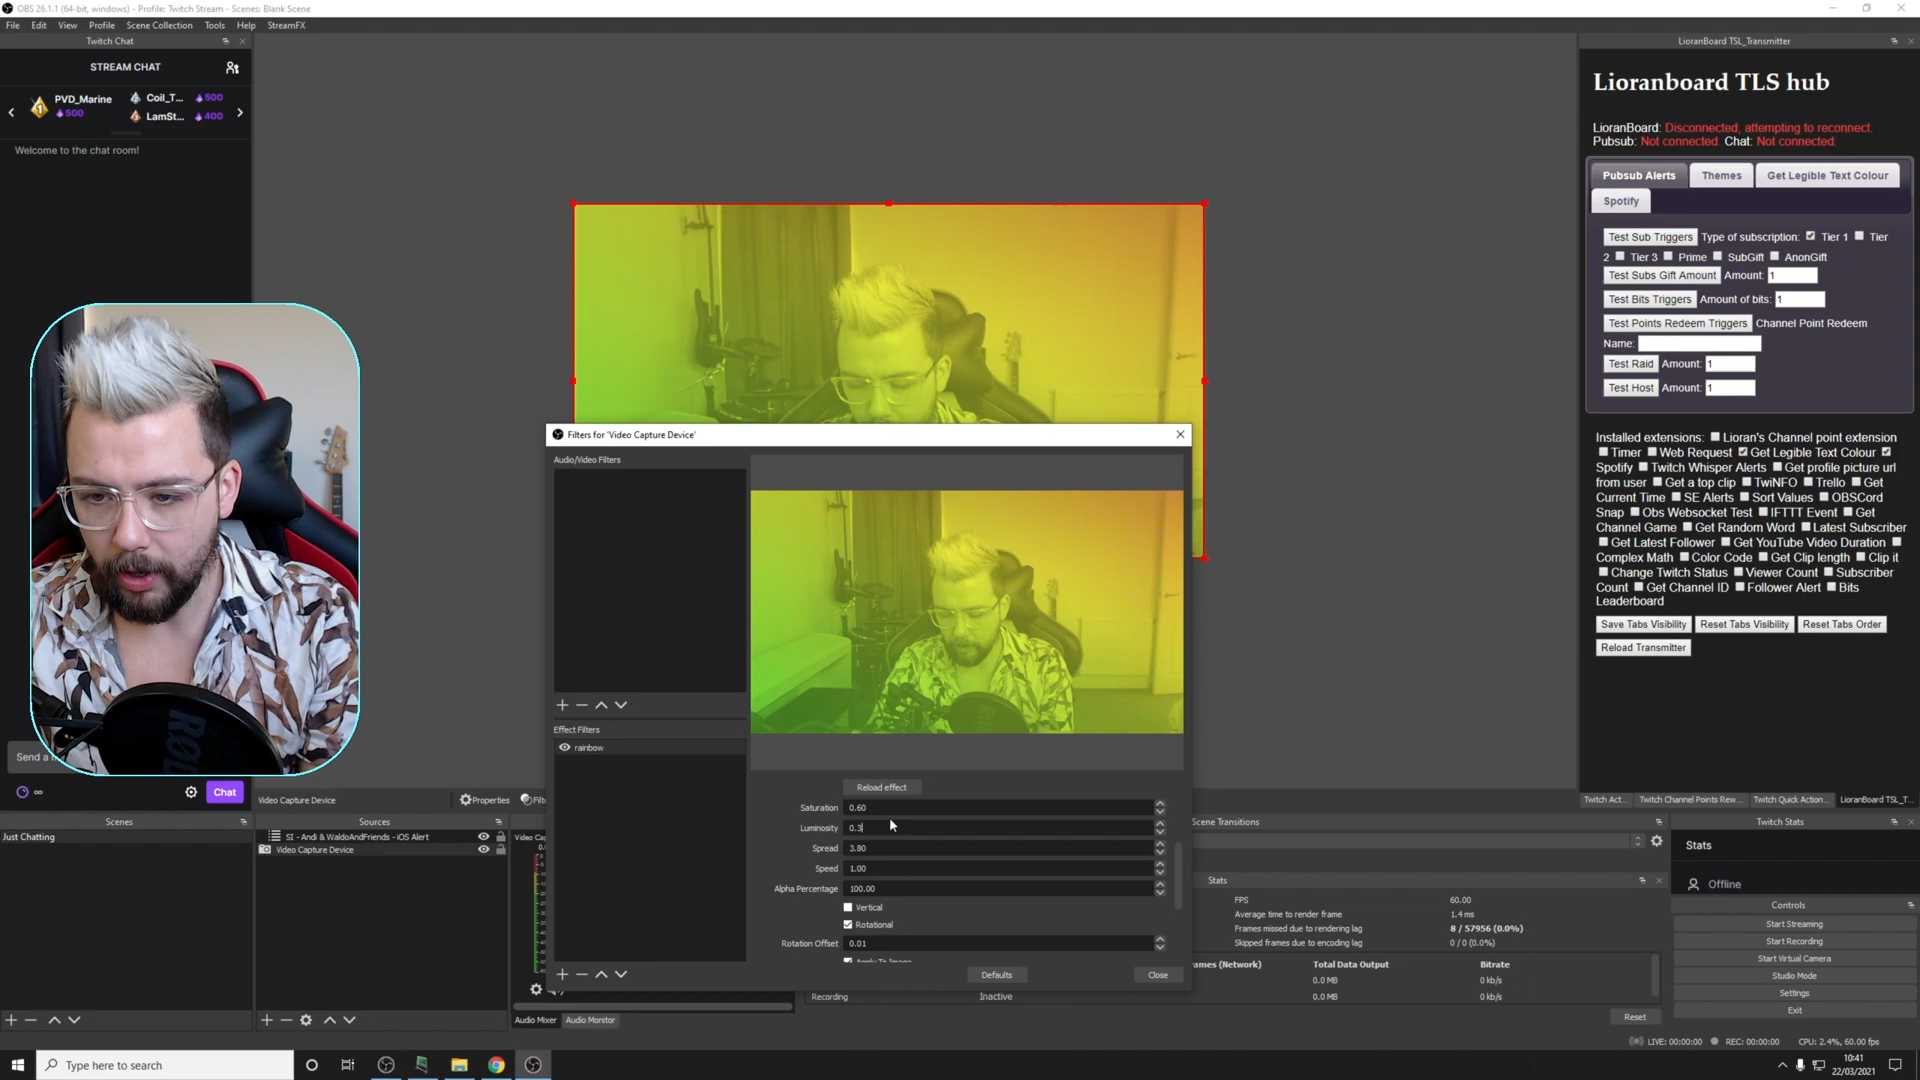 OBS 26.1.1 (64-bit, windows) - Profile: Twitch Stream - Scenes: Blank Scene
File Edit View Profile Scene Collection Tools Help StreamFX
Twitch Chat
STREAM CHAT
1 PVD_Marine 500
Coil_T... 500
LamSt... 400
Welcome to the chat room!
Send a
Chat
Scenes
Just Chatting
Video Capture Device
Properties
Sources
SI - Andi & WaldoAndFriends - iOS Alert
Video Capture Device
Audio Mixer Audio Monitor
Filters for 'Video Capture Device'
Audio/Video Filters
Effect Filters
rainbow
Reload effect
Saturation 0.60
Luminosity 0.3
Spread 3.80
Speed 1.00
Alpha Percentage 100.00
Vertical
Rotational
Rotation Offset 0.01
Apply To Image
Defaults
Close
Scene Transitions
Stats
FPS 60.00
Average time to render frame 1.4 ms
Frames missed due to rendering lag 8 / 57956 (0.0%)
Skipped frames due to encoding lag 0 / 0 (0.0%)
rames (Network) Total Data Output Bitrate
0.0 MB 0 kb/s
Recording Inactive 0.0 MB 0 kb/s
Reset
LioranBoard TSL_Transmitter
Lioranboard TLS hub
LioranBoard: Disconnected, attempting to reconnect.
Pubsub: Not connected. Chat: Not connected.
Pubsub Alerts Themes Get Legible Text Colour
Spotify
Test Sub Triggers Type of subscription: Tier 1 Tier
2 Tier 3 Prime SubGift AnonGift
Test Subs Gift Amount Amount: 1
Test Bits Triggers Amount of bits: 1
Test Points Redeem Triggers Channel Point Redeem
Name:
Test Raid Amount: 1
Test Host Amount: 1
Installed extensions: Lioran's Channel point extension
Timer Web Request Get Legible Text Colour
Spotify Twitch Whisper Alerts Get profile picture url
from user Get a top clip TwiNFO Trello Get
Current Time SE Alerts Sort Values OBSCord
Snap Obs Websocket Test IFTTT Event Get
Channel Game Get Random Word Latest Subscriber
Get Latest Follower Get YouTube Video Duration
Complex Math Color Code Get Clip length Clip it
Change Twitch Status Viewer Count Subscriber
Count Get Channel ID Follower Alert Bits
Leaderboard
Save Tabs Visibility Reset Tabs Visibility Reset Tabs Order
Reload Transmitter
Twitch Act... Twitch Channel Points Rew... Twitch Quick Action... LioranBoard TSL_T...
Twitch Stats
Stats
Offline
Controls
Start Streaming
Start Recording
Start Virtual Camera
Studio Mode
Settings
Exit
LIVE: 00:00:00 REC: 00:00:00 CPU: 2.4%, 60.00 fps
Type here to search
10:41
22/03/2021